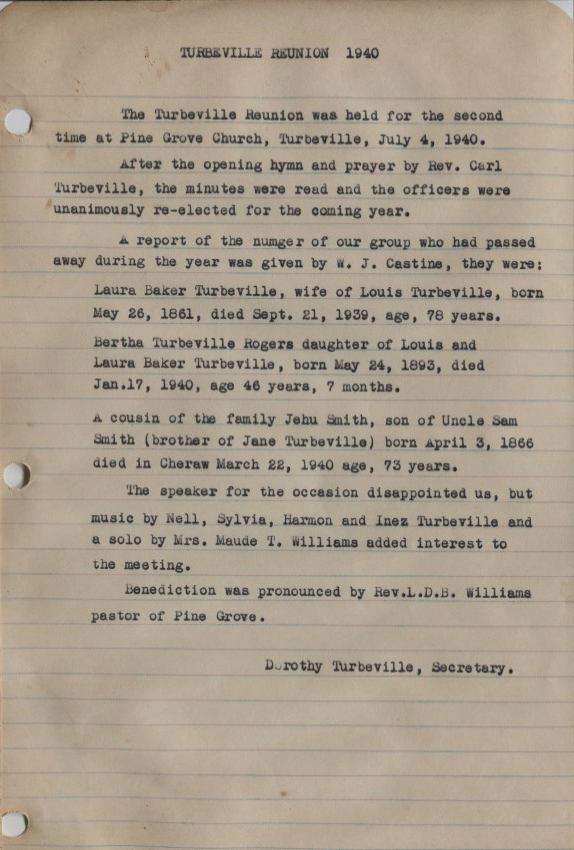 TURBEVILLE REUNION 1940
The Turbeville Reunion was held for the second
time at Pine Grove Church, Turbeville, July 4, 1940.
After the opening hymn and prayer by Rev. Carl
Turbeville, the minutes were read and the officers were
unanimously re-elected for the coming year.
A report of the numger of our group who had passed
away during the year was given by W. J. Castine, they were;
Laura Baker Turbeville, wife of Louis Turbeville, born
May 26, 1861, died Sept. 21, 1939, age, 78 years.
Bertha Turbeville Rogers daughter of Louis and
Laura Baker Turbeville, born May 24, 1893, died
Jan.17, 1940, age 46 years, 7 months.
A cousin of the family Jehu Smith, son of Uncle Sam
Smith (brother of Jane Turbeville) born April 3, 1866
died in Cheraw March 22, 1940 age, 73 years.
The speaker for the occasion disappointed us, but
music by Nell, Sylvia, Harmon and Inez Turbeville and
a solo by Mrs. Maude T. Williams added interest to
the meeting.
Benediction was pronounced by Rev.L.D.B. Williams
pastor of Pine Grove.
Dorothy Turbeville, Secretary.